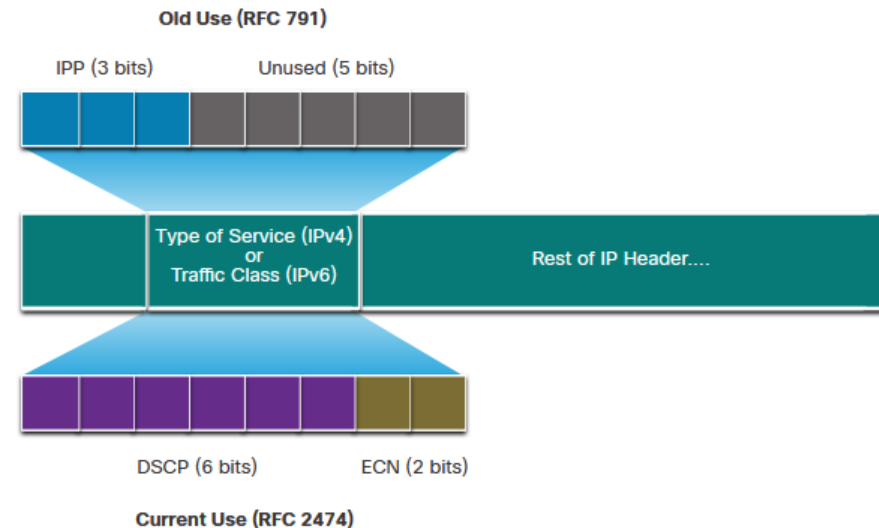 Old Use (RFC 791)
IPP (3 bits)
Unused (5 bits)
Type of Service (IPv4)
or
Traffic Class (IPv6)
Rest of IP Header....
DSCP (6 bits)
ECN (2 bits)
Current Use (RFC 2474)